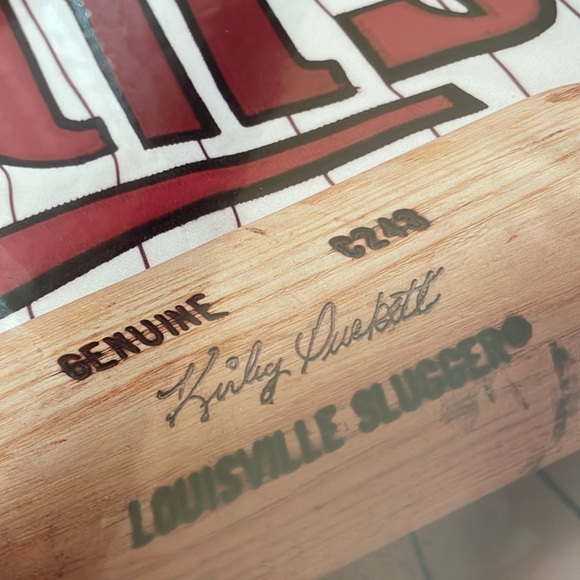 GENUINE C243
Kirby Puckett
LOUISVILLE SLUGGER